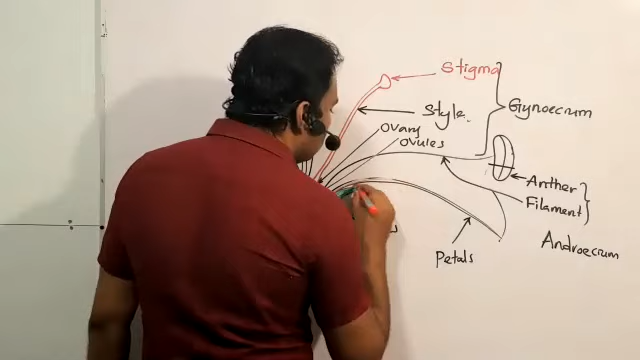 Stigma
Style.
Gynoecium
Ovary
Ovules
Anther
Filament
Androecium
Petals